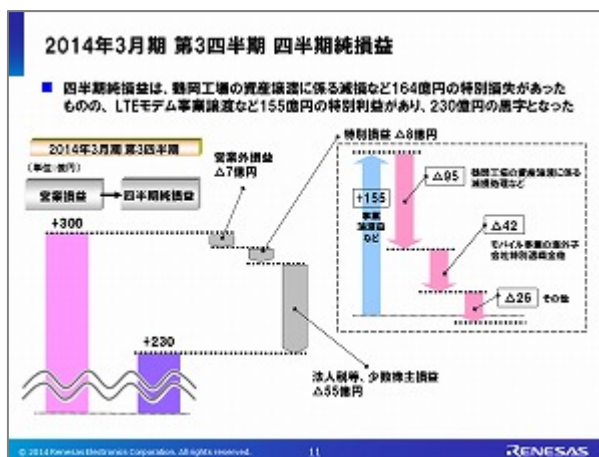 2014年3月期 第3四半期 四半期純損益
■ 四半期純損益は、鶴岡工場の資産譲渡に係る減損など164億円の特別損失があった
ものの、LTEモデム事業譲渡など155億円の特別利益があり、230億円の黒字となった
2014年3月期 第3四半期
(単位:億円)
営業損益
四半期純損益
+300
+230
営業外損益
△7億円
特別損益 △8億円
法人税等、少数株主損益
△55億円
+155
事業
譲渡益
など
△95
鶴岡工場の資産譲渡に係る
減損処理など
△42
モバイル事業の海外子
会社特別退職金他
△26
その他
© 2014 Renesas Electronics Corporation. All rights reserved.
11
RENESAS